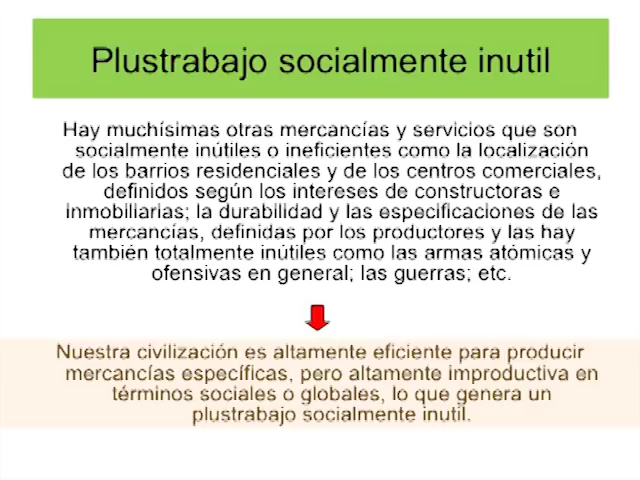 Plustrabajo socialmente inutil
Hay muchísimas otras mercancías y servicios que son
socialmente inútiles o ineficientes como la localización
de los barrios residenciales y de los centros comerciales,
definidos según los intereses de constructoras e
inmobiliarias; la durabilidad y las especificaciones de las
mercancías, definidas por los productores y las hay
también totalmente inútiles como las armas atómicas y
ofensivas en general; las guerras; etc.
Nuestra civilización es altamente eficiente para producir
mercancías específicas, pero altamente improductiva en
términos sociales o globales, lo que genera un
plustrabajo socialmente inutil.